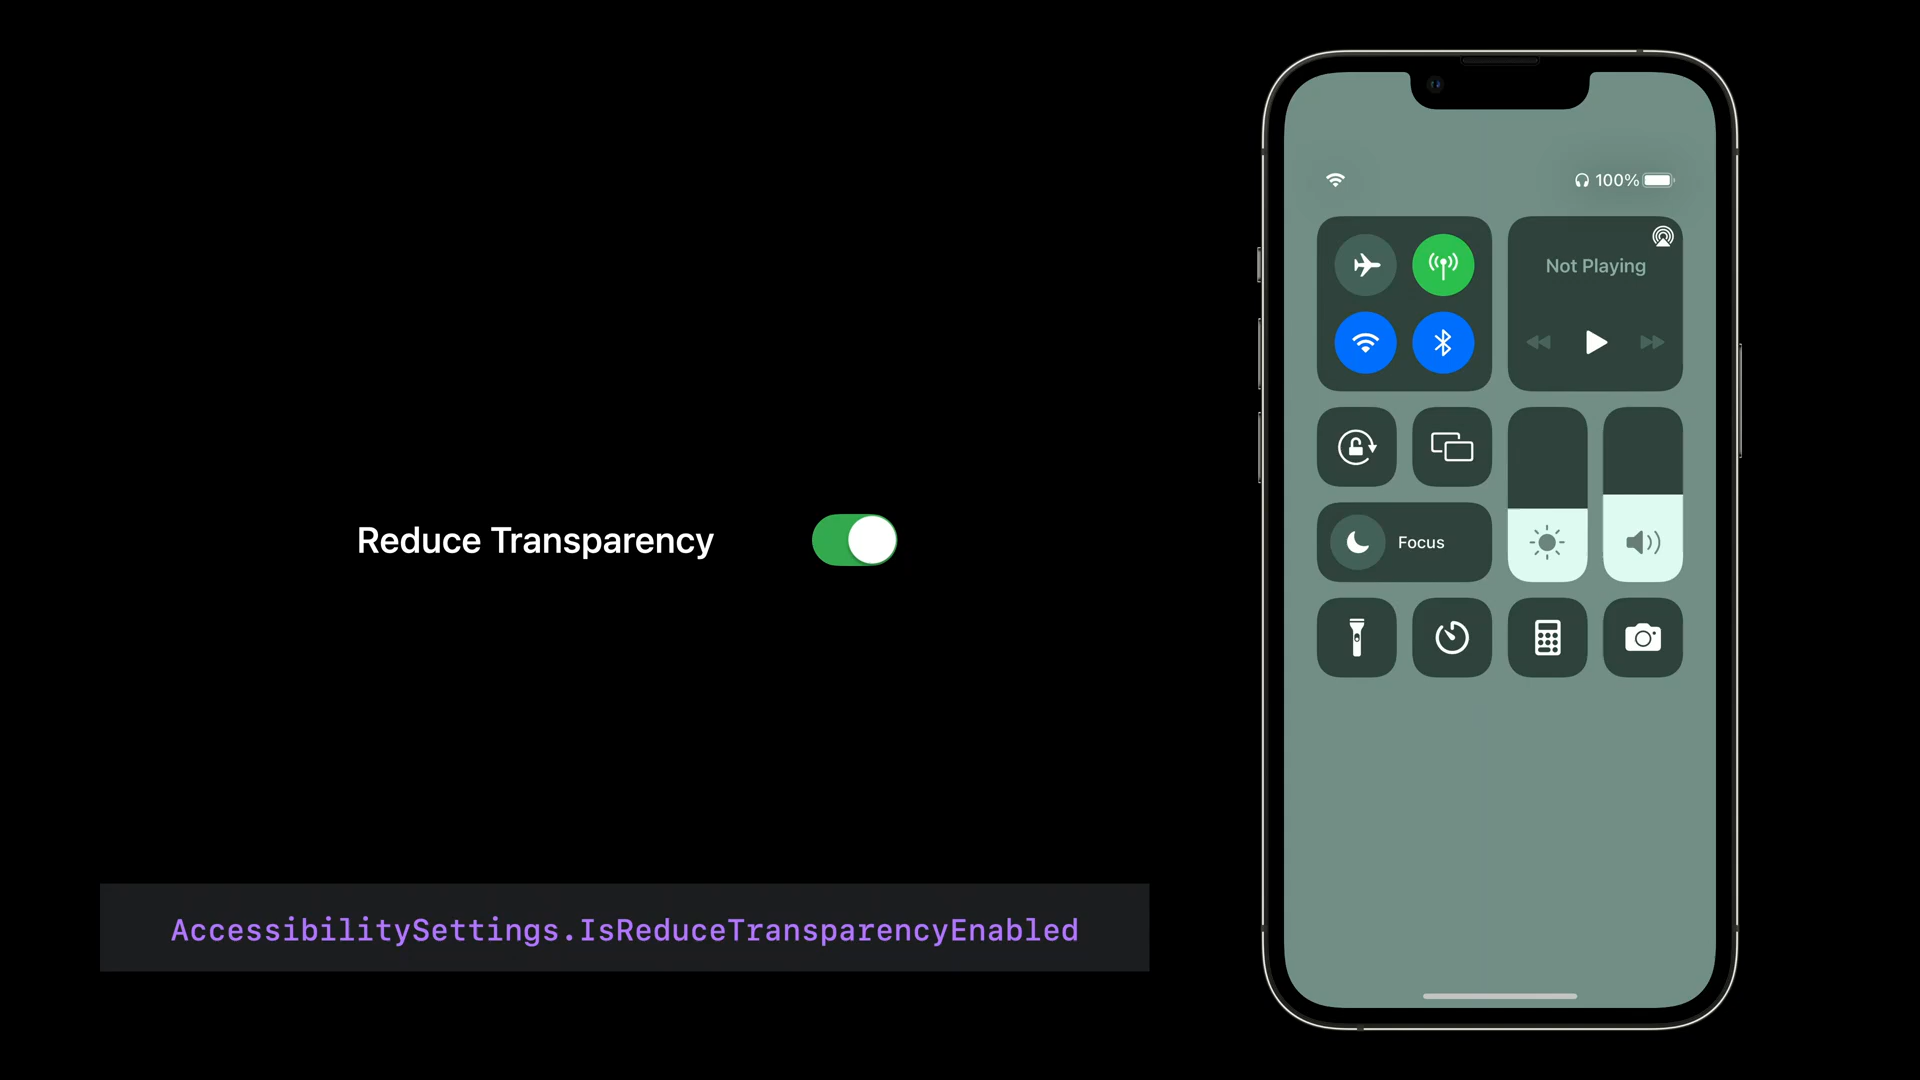 Reduce Transparency
AccessibilitySettings.IsReduceTransparencyEnabled
100%
Not Playing
Focus